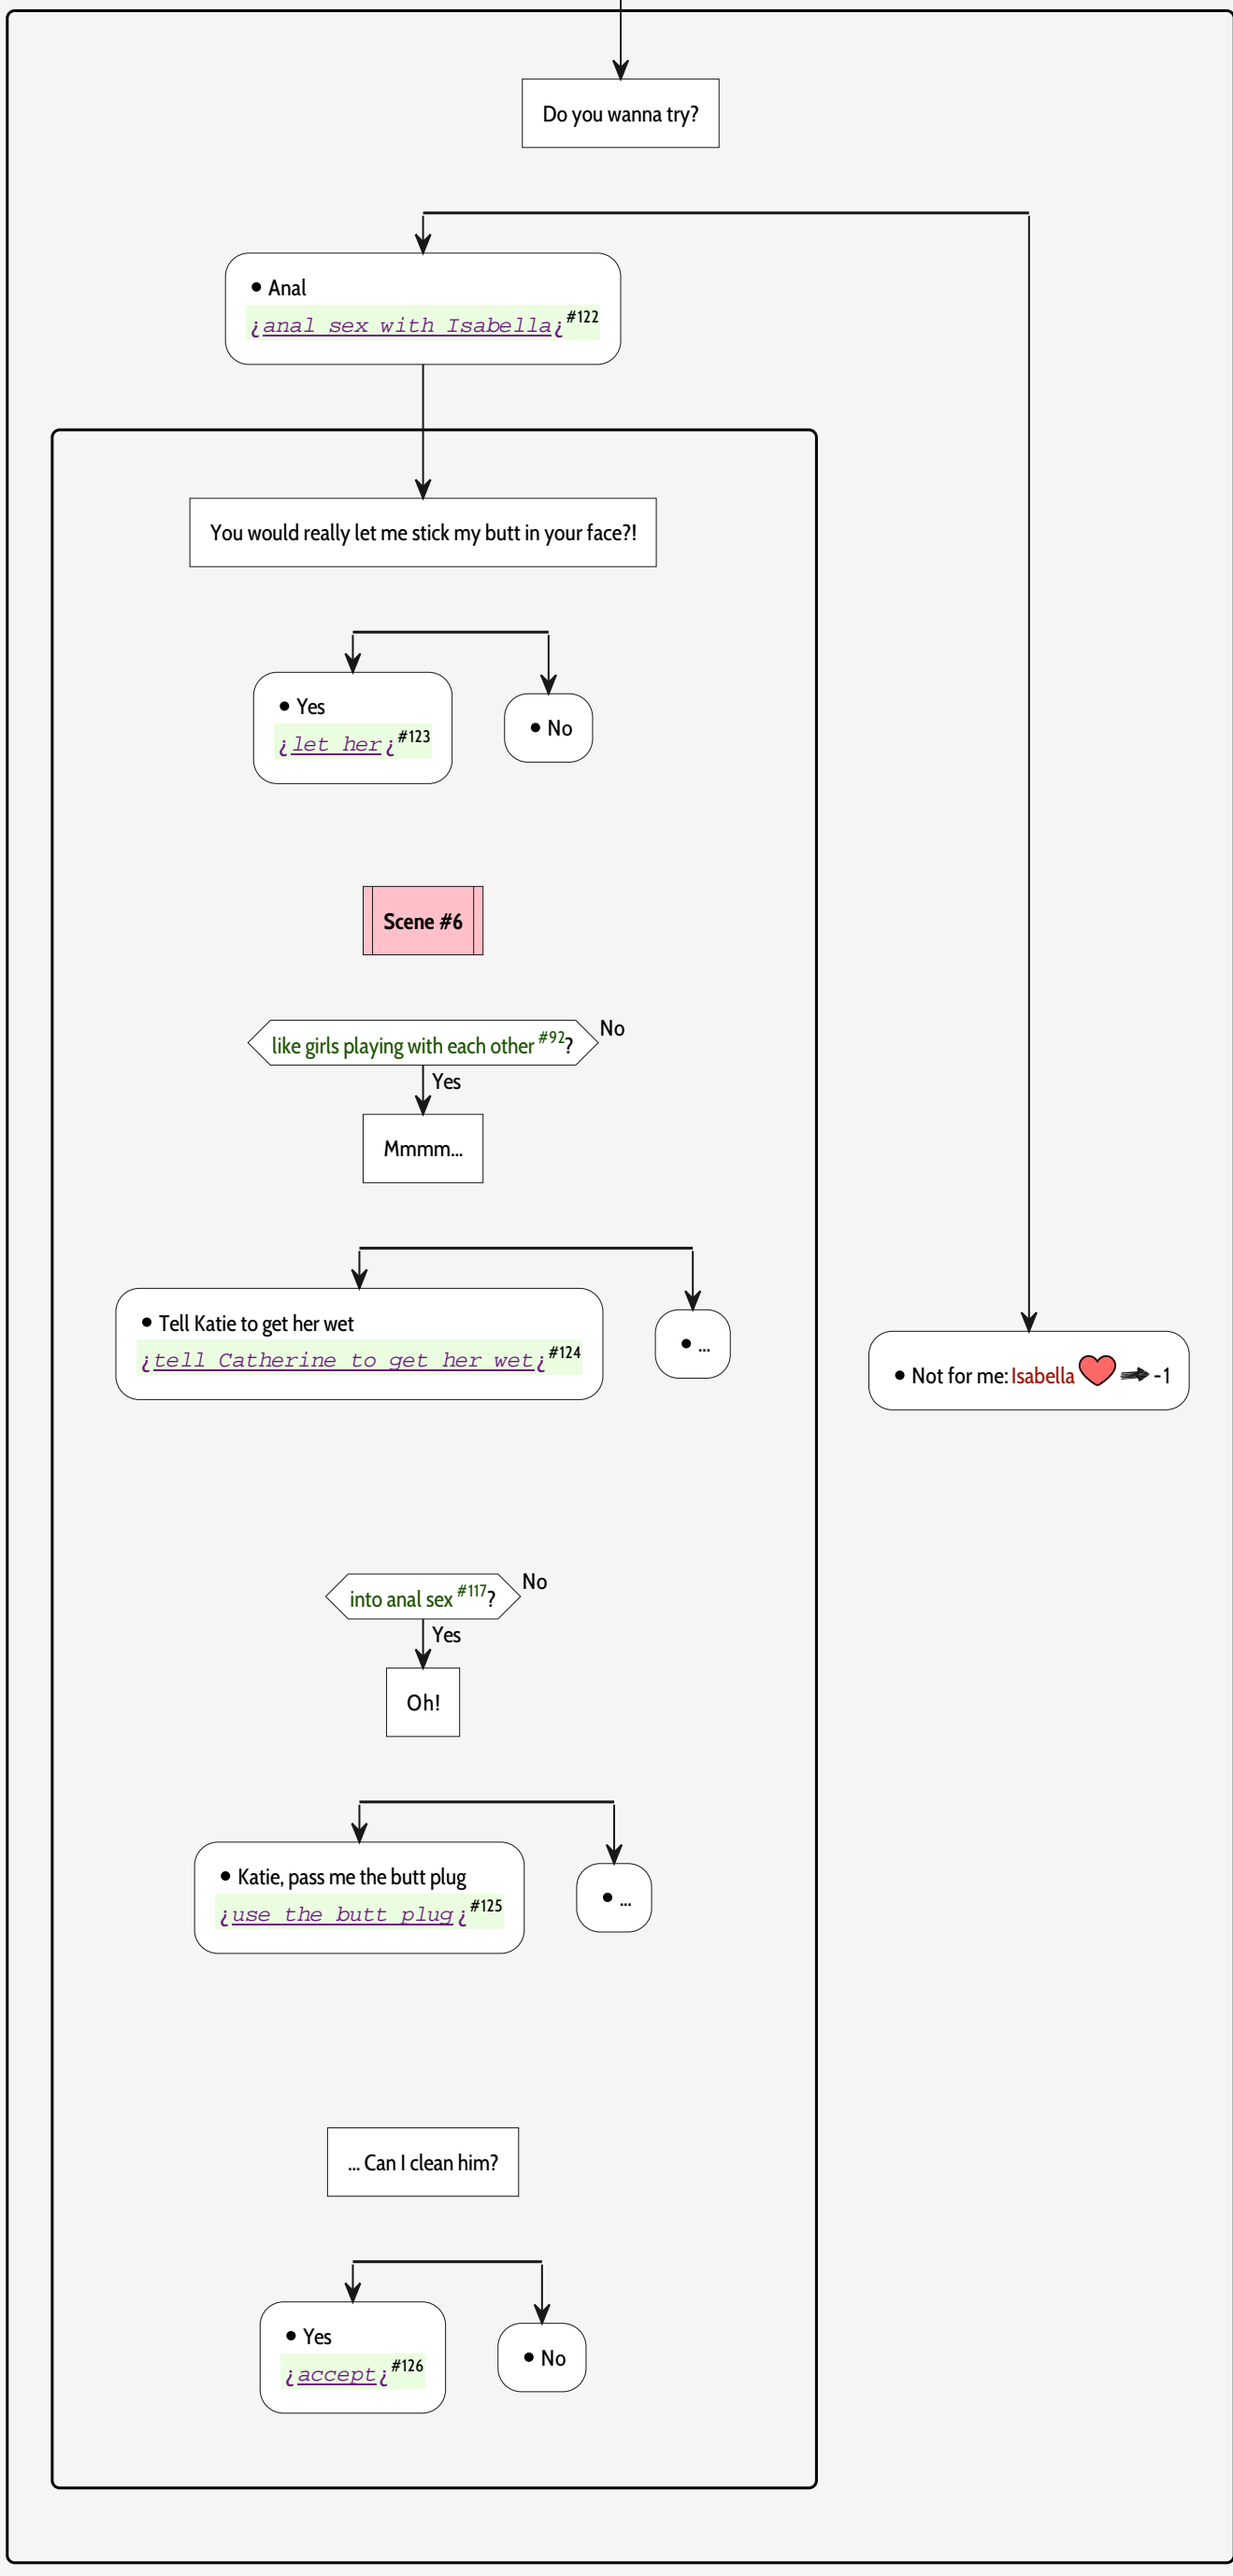 Do you wanna try?
• Anal
¿anal sex with Isabella¿ #122
You would really let me stick my butt in your face?!
• Yes
¿let her¿ #123
• No
Scene #6
like girls playing with each other #92?
No
Yes
Mmmm...
• Tell Katie to get her wet
¿tell Catherine to get her wet¿ #124
• ...
• Not for me: Isabella -1
into anal sex #117?
No
Yes
Oh!
• Katie, pass me the butt plug
¿use the butt plug¿ #125
• ...
... Can I clean him?
• Yes
¿accept¿ #126
• No